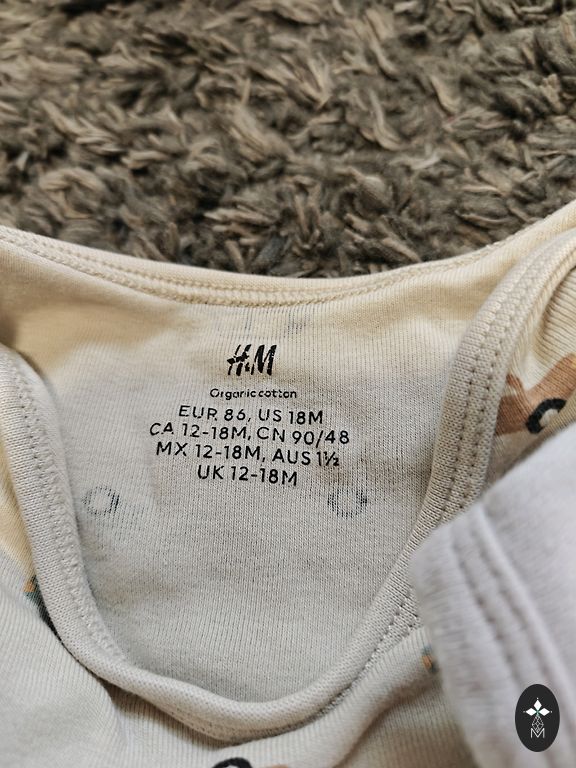 H&M
Organic cotton
EUR 86, US 18M
CA 12-18M, CN 90/48
MX 12-18M, AUS 1½
UK 12-18M
M